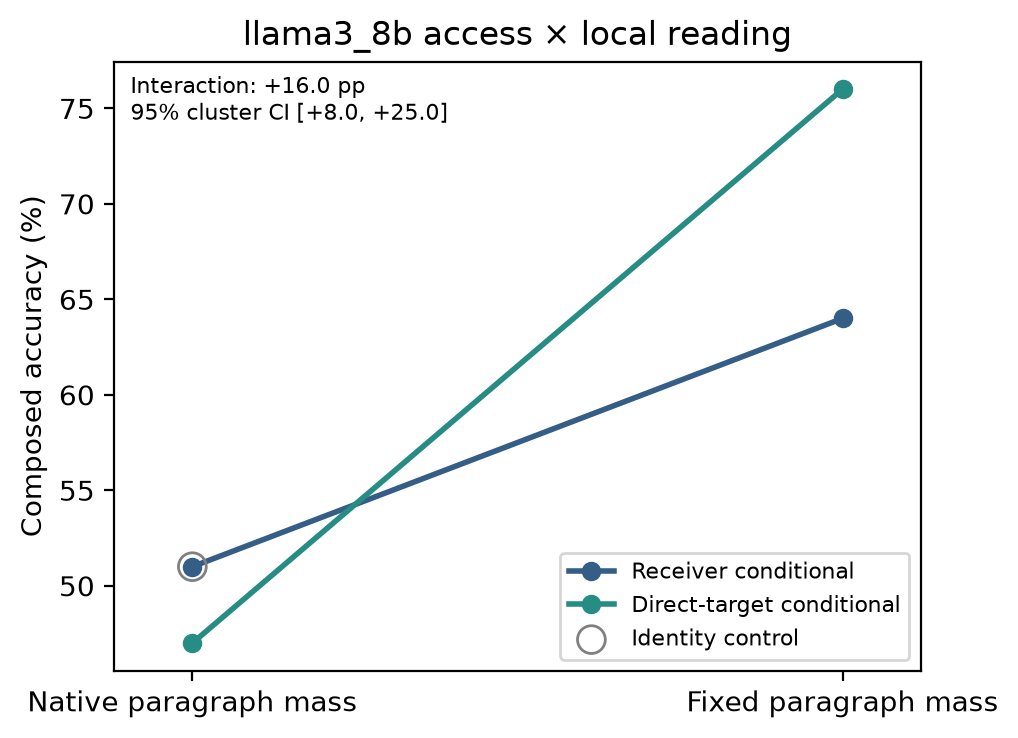 llama3_8b access × local reading
Interaction: +16.0 pp
95% cluster CI [+8.0, +25.0]
Composed accuracy (%)
75
70
65
60
55
50
Receiver conditional
Direct-target conditional
Identity control
Native paragraph mass
Fixed paragraph mass